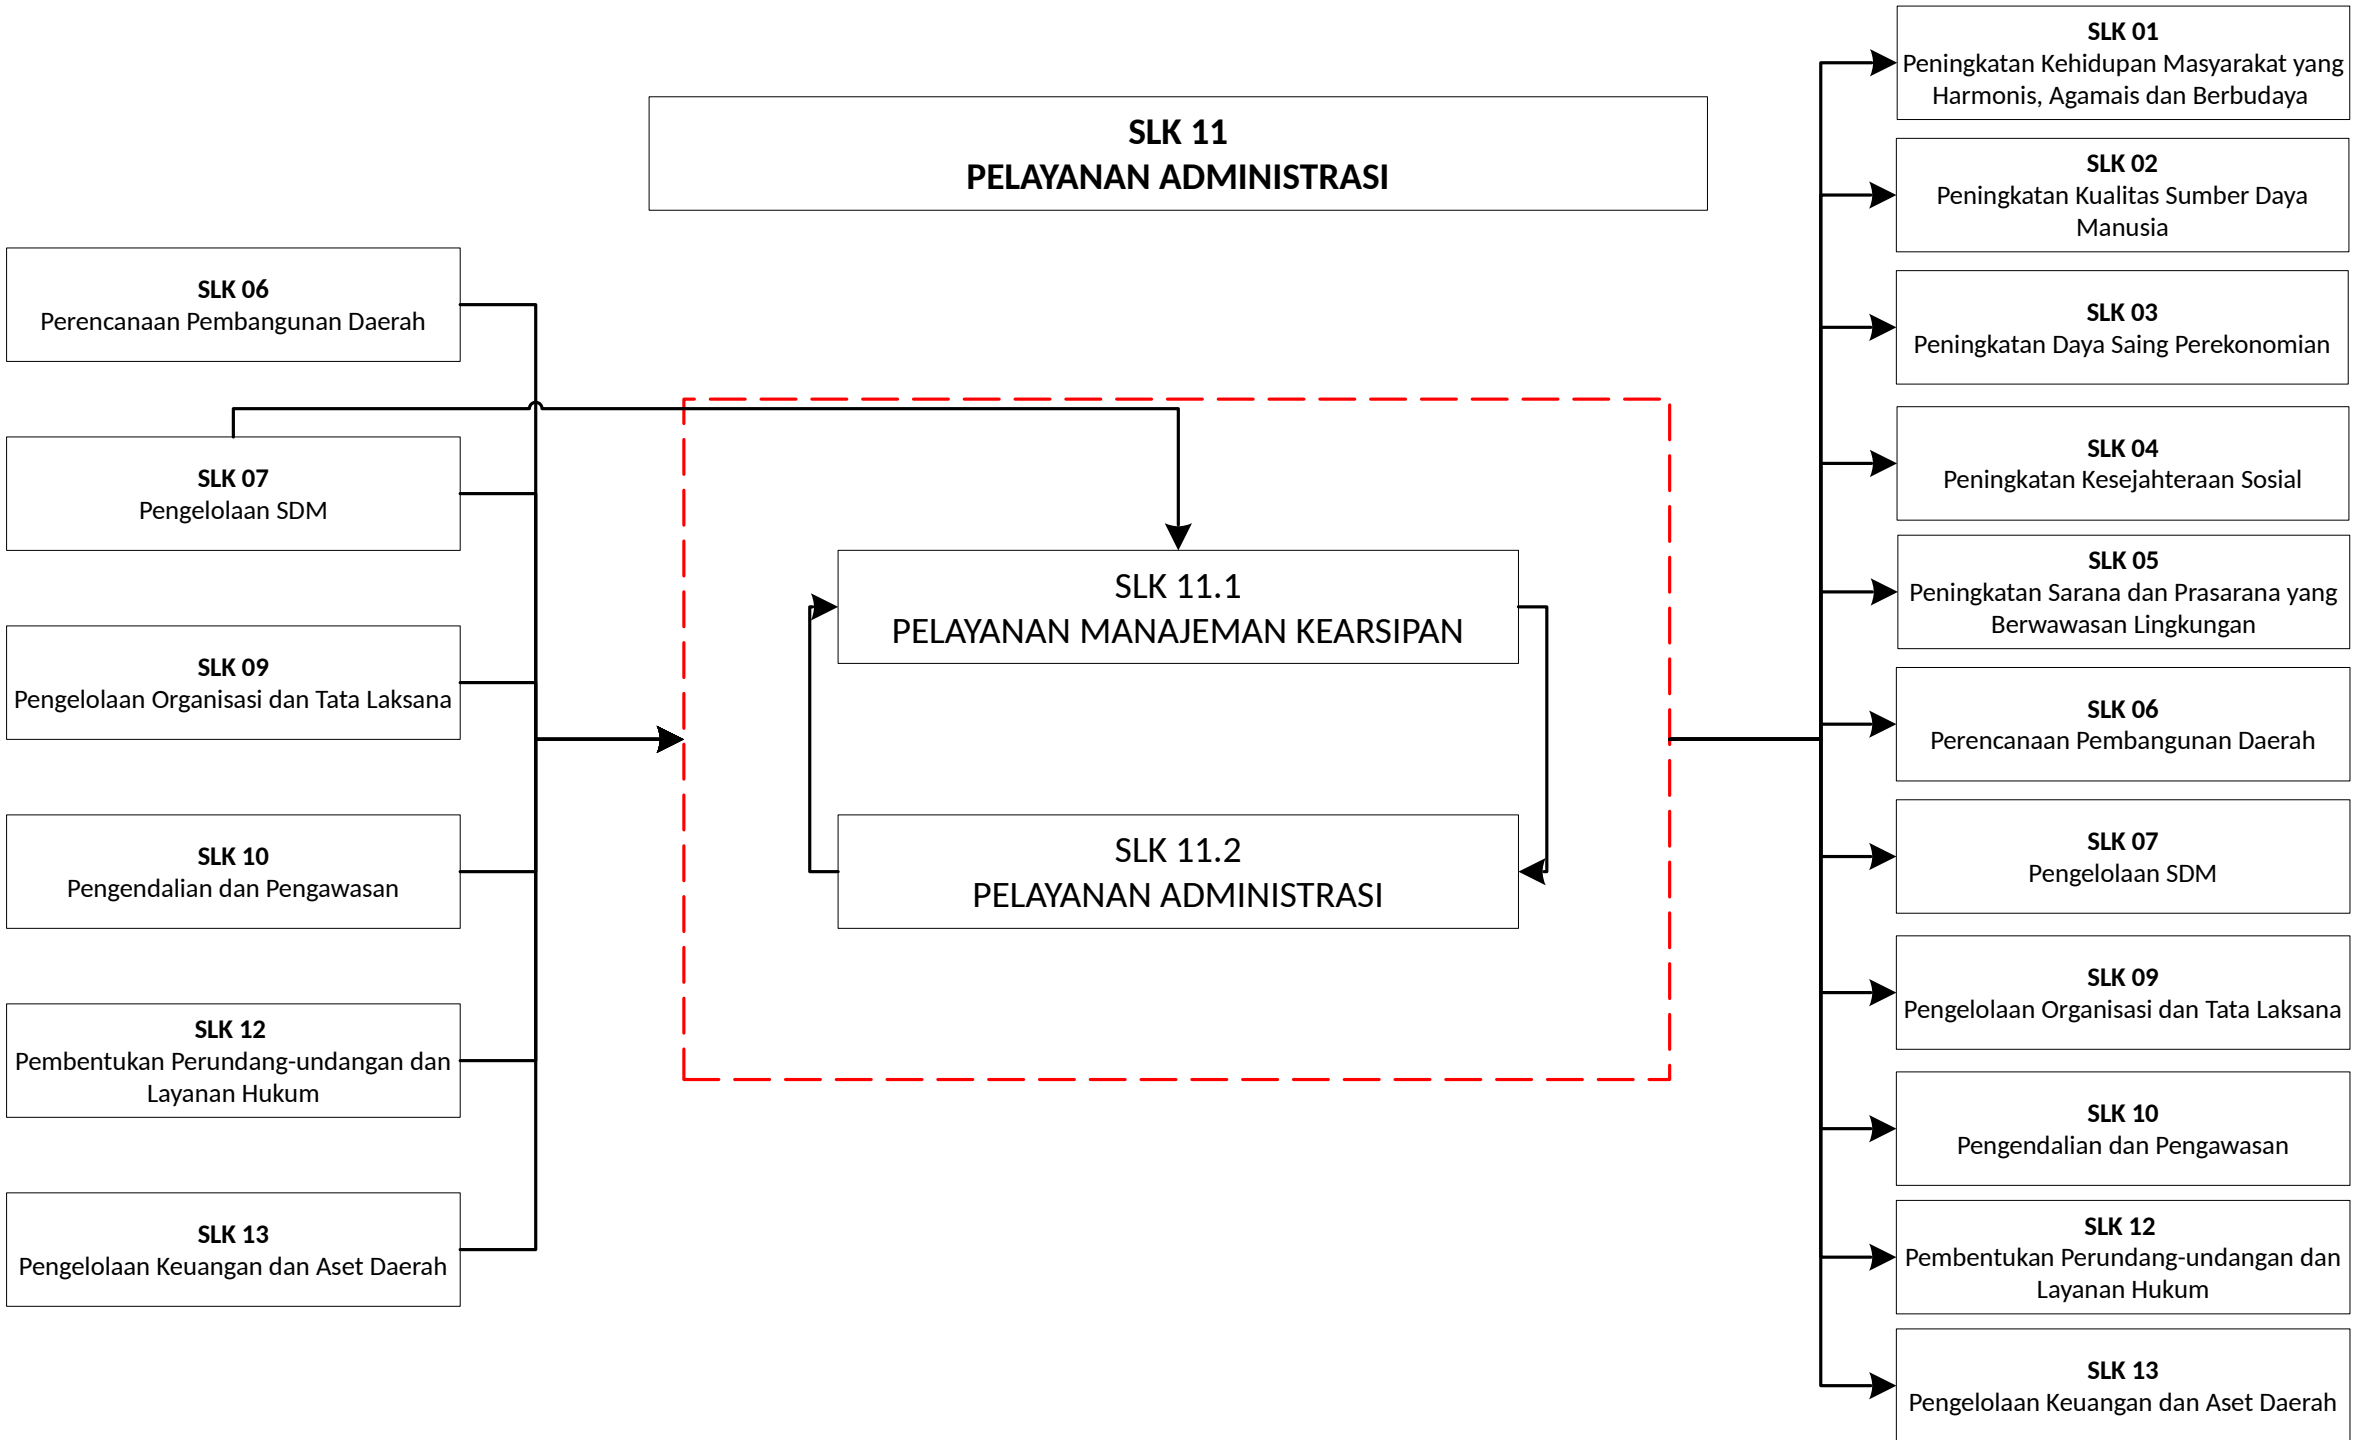 SLK 11
PELAYANAN ADMINISTRASI
SLK 06
Perencanaan Pembangunan Daerah
SLK 07
Pengelolaan SDM
SLK 09
Pengelolaan Organisasi dan Tata Laksana
SLK 10
Pengendalian dan Pengawasan
SLK 12
Pembentukan Perundang-undangan dan
Layanan Hukum
SLK 13
Pengelolaan Keuangan dan Aset Daerah
SLK 11.1
PELAYANAN MANAJEMAN KEARSIPAN
SLK 11.2
PELAYANAN ADMINISTRASI
SLK 01
Peningkatan Kehidupan Masyarakat yang
Harmonis, Agamais dan Berbudaya
SLK 02
Peningkatan Kualitas Sumber Daya
Manusia
SLK 03
Peningkatan Daya Saing Perekonomian
SLK 04
Peningkatan Kesejahteraan Sosial
SLK 05
Peningkatan Sarana dan Prasarana yang
Berwawasan Lingkungan
SLK 06
Perencanaan Pembangunan Daerah
SLK 07
Pengelolaan SDM
SLK 09
Pengelolaan Organisasi dan Tata Laksana
SLK 10
Pengendalian dan Pengawasan
SLK 12
Pembentukan Perundang-undangan dan
Layanan Hukum
SLK 13
Pengelolaan Keuangan dan Aset Daerah